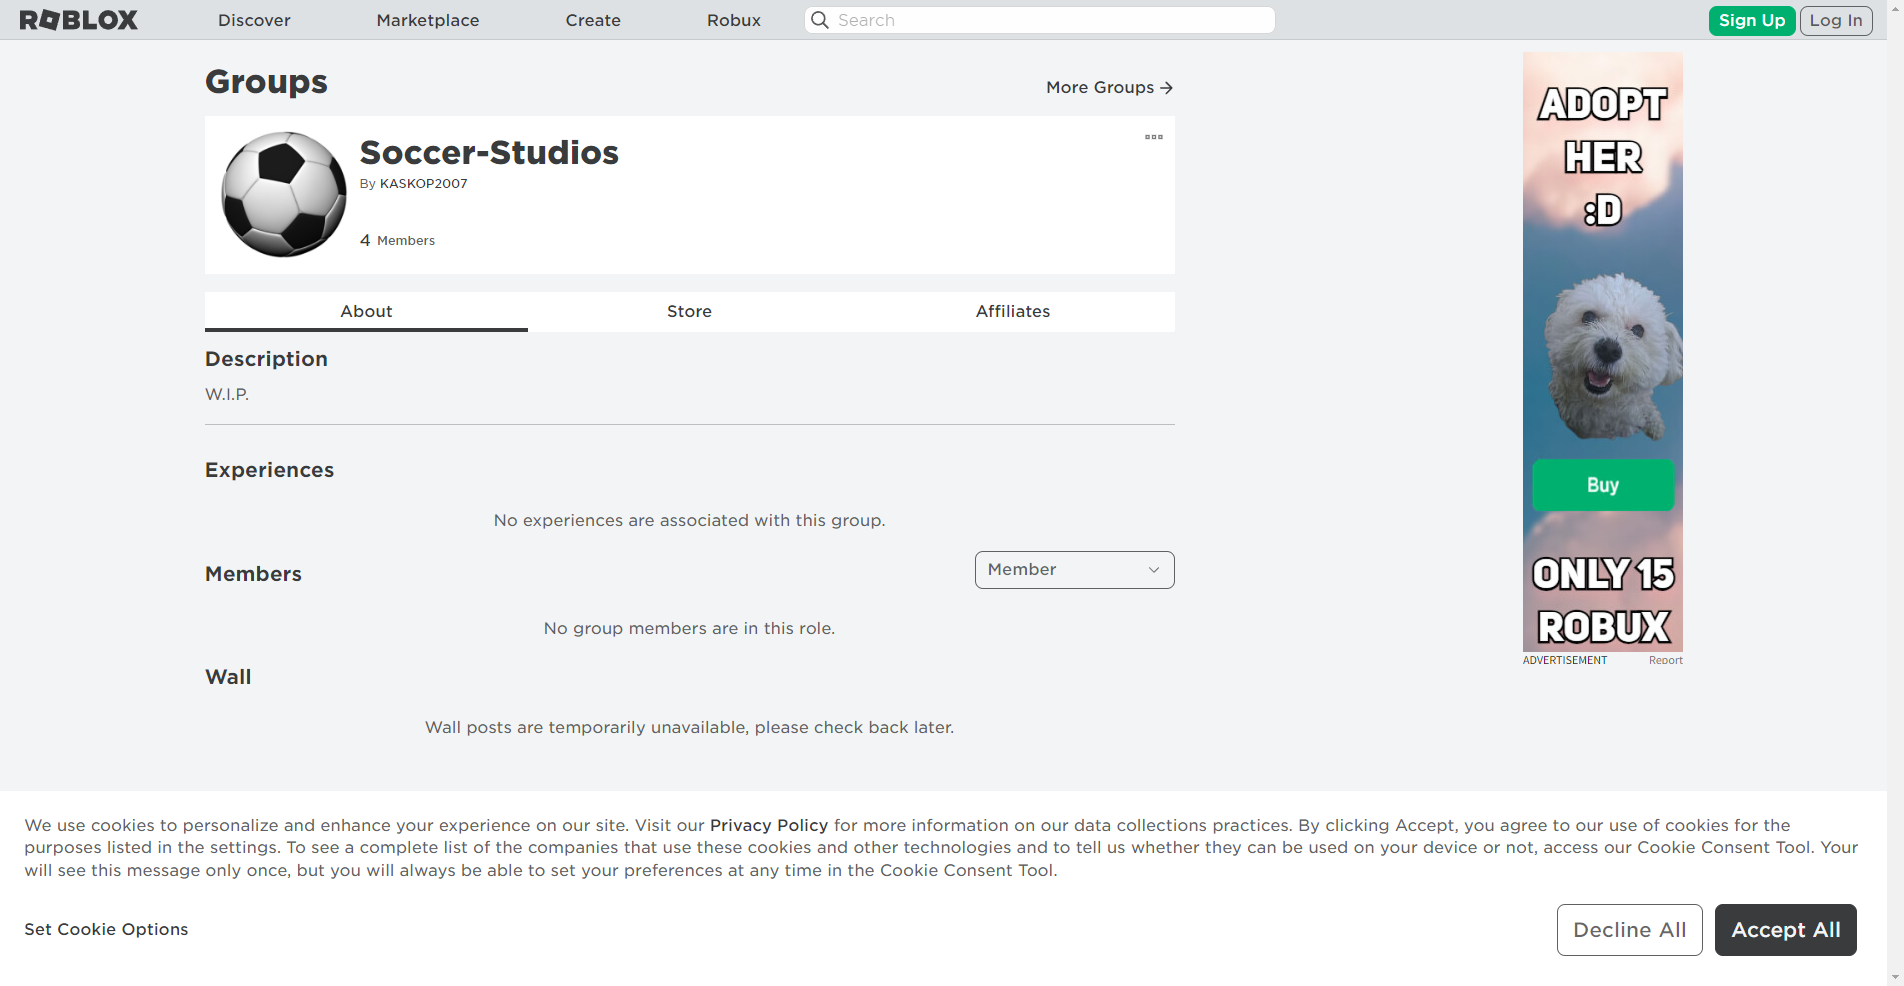 ROBLOX
Discover
Marketplace
Create
Robux
Search
Sign Up
Log In
Groups
More Groups
Soccer-Studios
By KASKOP2007
4 Members
About
Store
Affiliates
Description
W.I.P.
Experiences
No experiences are associated with this group.
Members
Member
No group members are in this role.
Wall
Wall posts are temporarily unavailable, please check back later.
ADOPT
HER
:D
Buy
ONLY 15
ROBUX
ADVERTISEMENT
Report
We use cookies to personalize and enhance your experience on our site. Visit our Privacy Policy for more information on our data collections practices. By clicking Accept, you agree to our use of cookies for the
purposes listed in the settings. To see a complete list of the companies that use these cookies and other technologies and to tell us whether they can be used on your device or not, access our Cookie Consent Tool. Your
will see this message only once, but you will always be able to set your preferences at any time in the Cookie Consent Tool.
Set Cookie Options
Decline All
Accept All